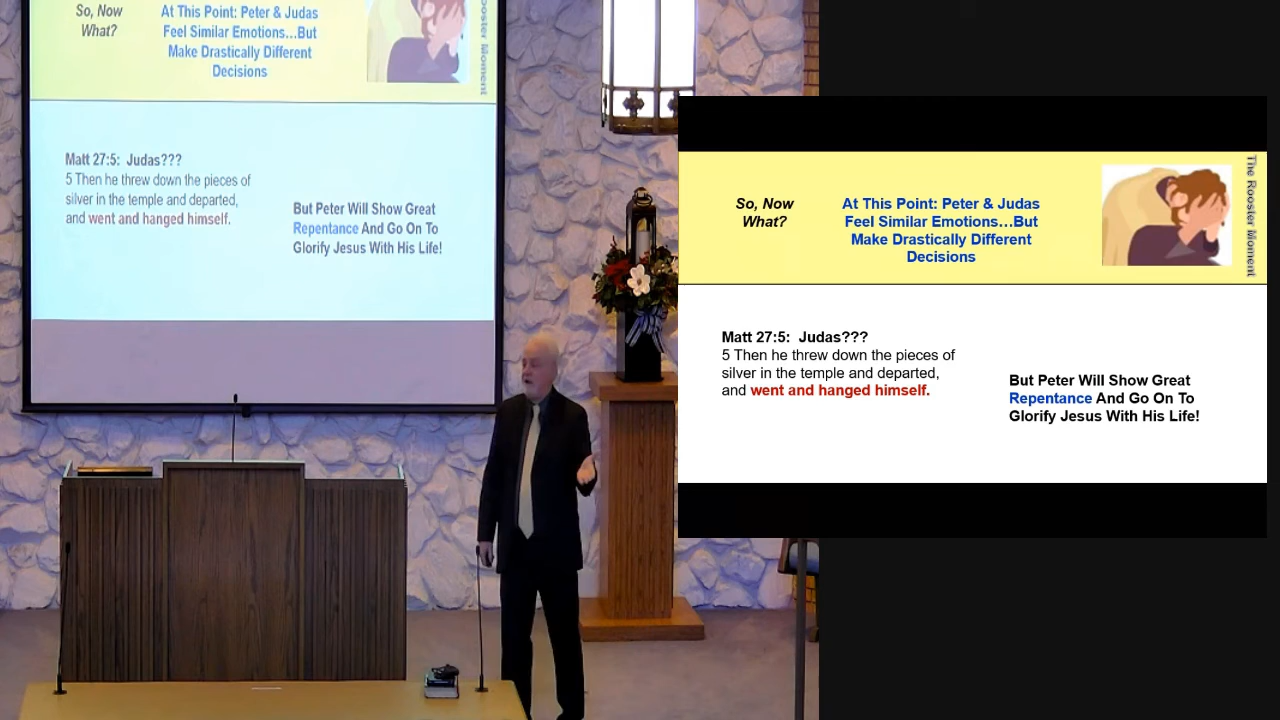 So, Now
What?
At This Point: Peter & Judas
Feel Similar Emotions...But
Make Drastically Different
Decisions
ooster Moment
Matt 27:5:  Judas???
5 Then he threw down the pieces of
silver in the temple and departed,
and went and hanged himself.
But Peter Will Show Great
Repentance And Go On To
Glorify Jesus With His Life!
So, Now
What?
At This Point: Peter & Judas
Feel Similar Emotions...But
Make Drastically Different
Decisions
The Rooster Moment
Matt 27:5:  Judas???
5 Then he threw down the pieces of
silver in the temple and departed,
and went and hanged himself.
But Peter Will Show Great
Repentance And Go On To
Glorify Jesus With His Life!